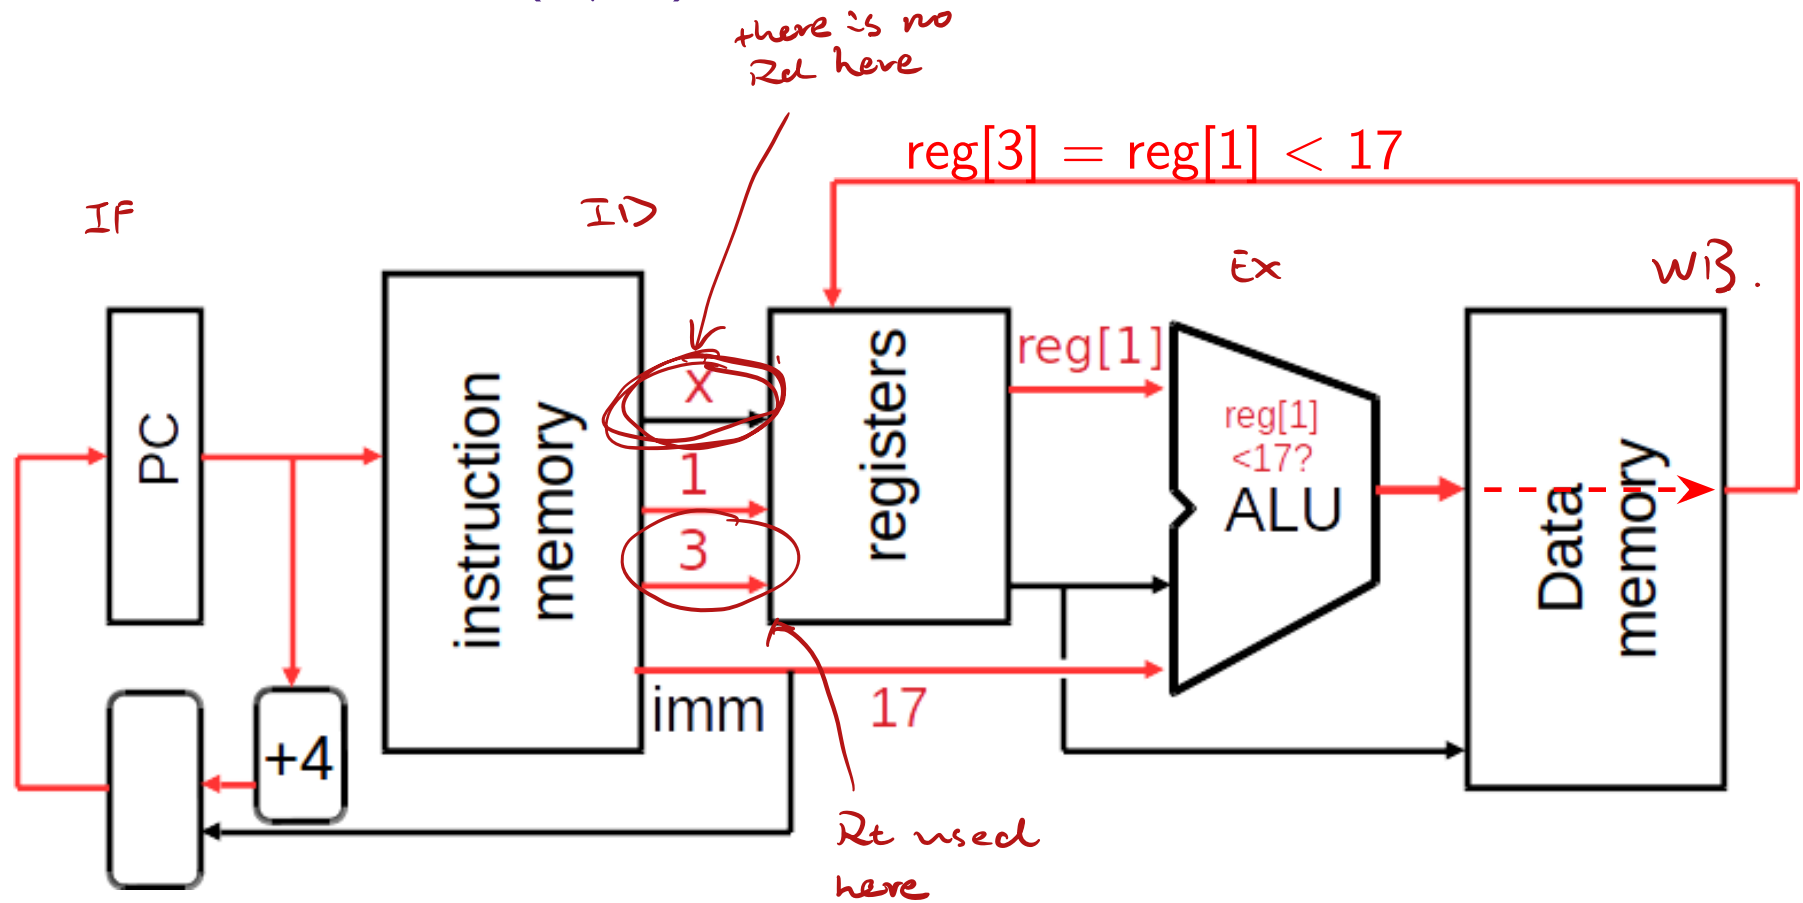 there is no
Rd here
reg[3] = reg[1] < 17
IF
ID
Ex
WB.
PC
instruction
memory
x
1
3
registers
reg[1]
reg[1]
<17?
ALU
Data
memory
imm
17
+4
Rt used
here